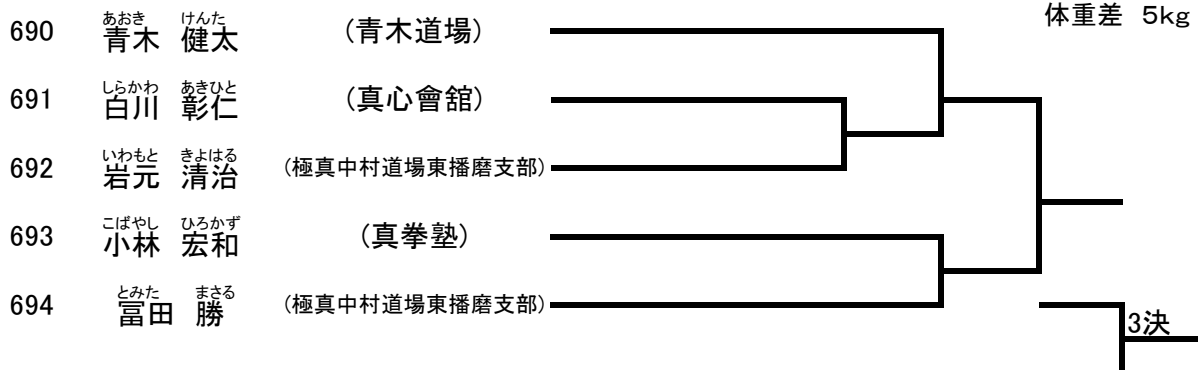 体重差 5kg
あおき けんた
690 青木 健太 (青木道場)
しらかわ あきひと
691 白川 彰仁 (真心會舘)
いわもと きよはる
692 岩元 清治 (極真中村道場東播磨支部)
こばやし ひろかず
693 小林 宏和 (真拳塾)
とみた まさる
694 冨田 勝 (極真中村道場東播磨支部)
3決